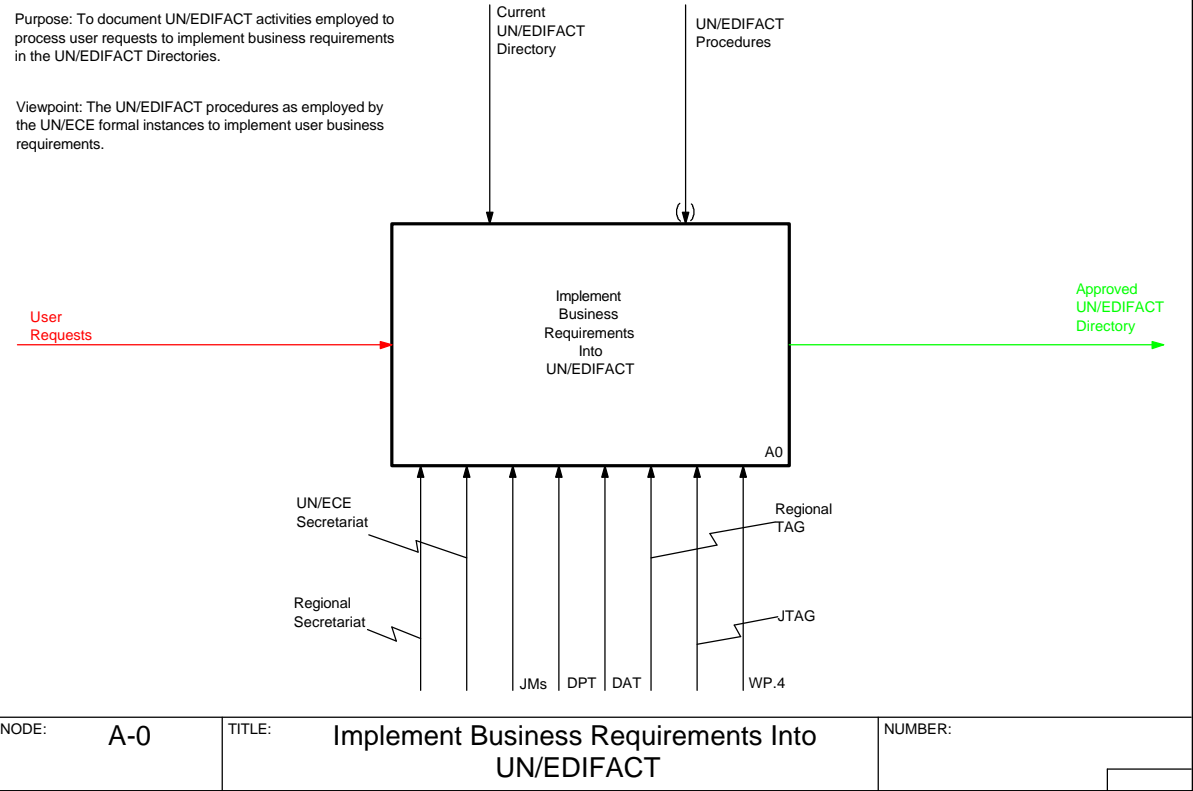 Purpose: To document UN/EDIFACT activities employed to
process user requests to implement business requirements
in the UN/EDIFACT Directories.
Viewpoint: The UN/EDIFACT procedures as employed by
the UN/ECE formal instances to implement user business
requirements.
Current
UN/EDIFACT
Directory
UN/EDIFACT
Procedures
( )
User
Requests
Implement
Business
Requirements
Into
UN/EDIFACT
A0
Approved
UN/EDIFACT
Directory
UN/ECE
Secretariat
Regional
TAG
Regional
Secretariat
JTAG
JMs DPT DAT WP.4
NODE: A-0 TITLE: Implement Business Requirements Into NUMBER:
UN/EDIFACT